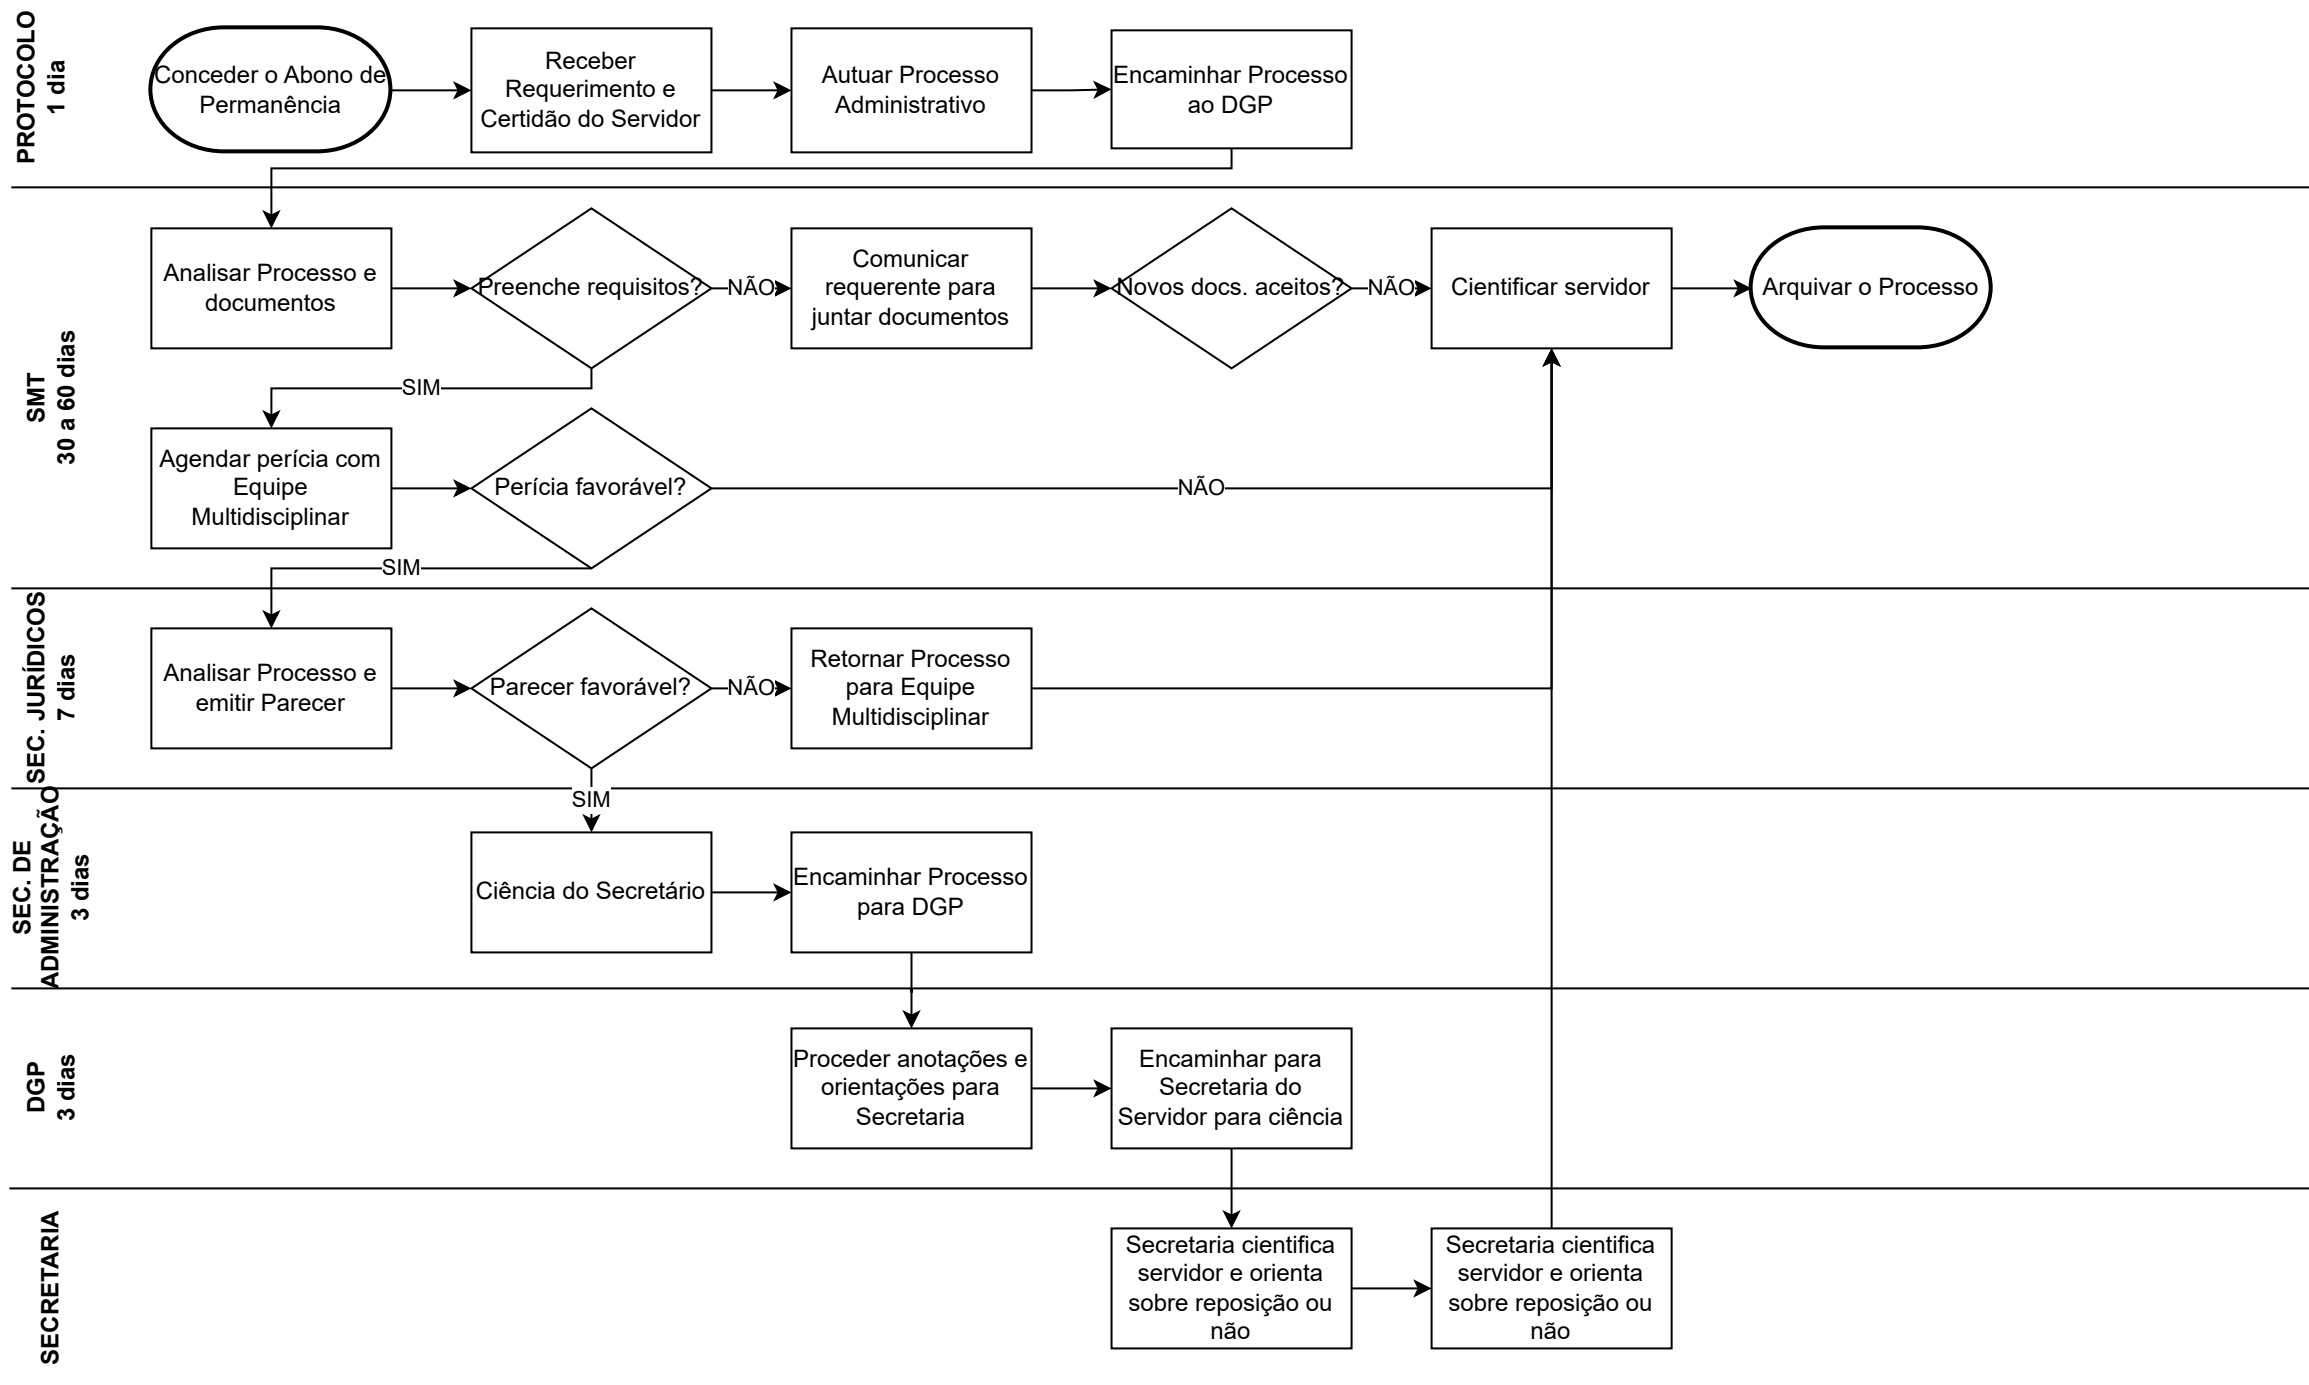 PROTOCOLO
1 dia
Conceder o Abono de
Permanência
Receber
Requerimento e
Certidão do Servidor
Autuar Processo
Administrativo
Encaminhar Processo
ao DGP
SMT
30 a 60 dias
Analisar Processo e
documentos
Preenche requisitos?
NÃO
Comunicar
requerente para
juntar documentos
Novos docs. aceitos?
NÃO
Cientificar servidor
Arquivar o Processo
SIM
Agendar perícia com
Equipe
Multidisciplinar
Perícia favorável?
NÃO
SIM
SEC. JURÍDICOS
7 dias
Analisar Processo e
emitir Parecer
Parecer favorável?
NÃO
Retornar Processo
para Equipe
Multidisciplinar
SIM
SEC. DE
ADMINISTRAÇÃO
3 dias
Ciência do Secretário
Encaminhar Processo
para DGP
DGP
3 dias
Proceder anotações e
orientações para
Secretaria
Encaminhar para
Secretaria do
Servidor para ciência
SECRETARIA
Secretaria cientifica
servidor e orienta
sobre reposição ou
não
Secretaria cientifica
servidor e orienta
sobre reposição ou
não